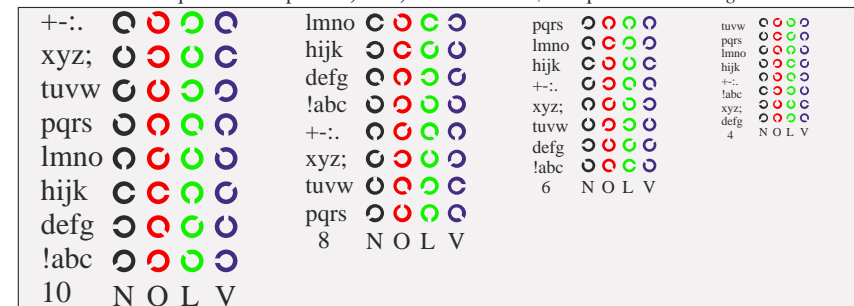 +-:.
xyz;
tuvw
pqrs
lmno
hijk
defg
!abc
10 N O L V
lmno
hijk
defg
!abc
+-:.
xyz;
tuvw
pqrs
8 N O L V
pqrs
lmno
hijk
+-:.
xyz;
tuvw
defg
!abc
6 N O L V
tuvw
pqrs
lmno
hijk
+-:.
!abc
xyz;
defg
4 N O L V